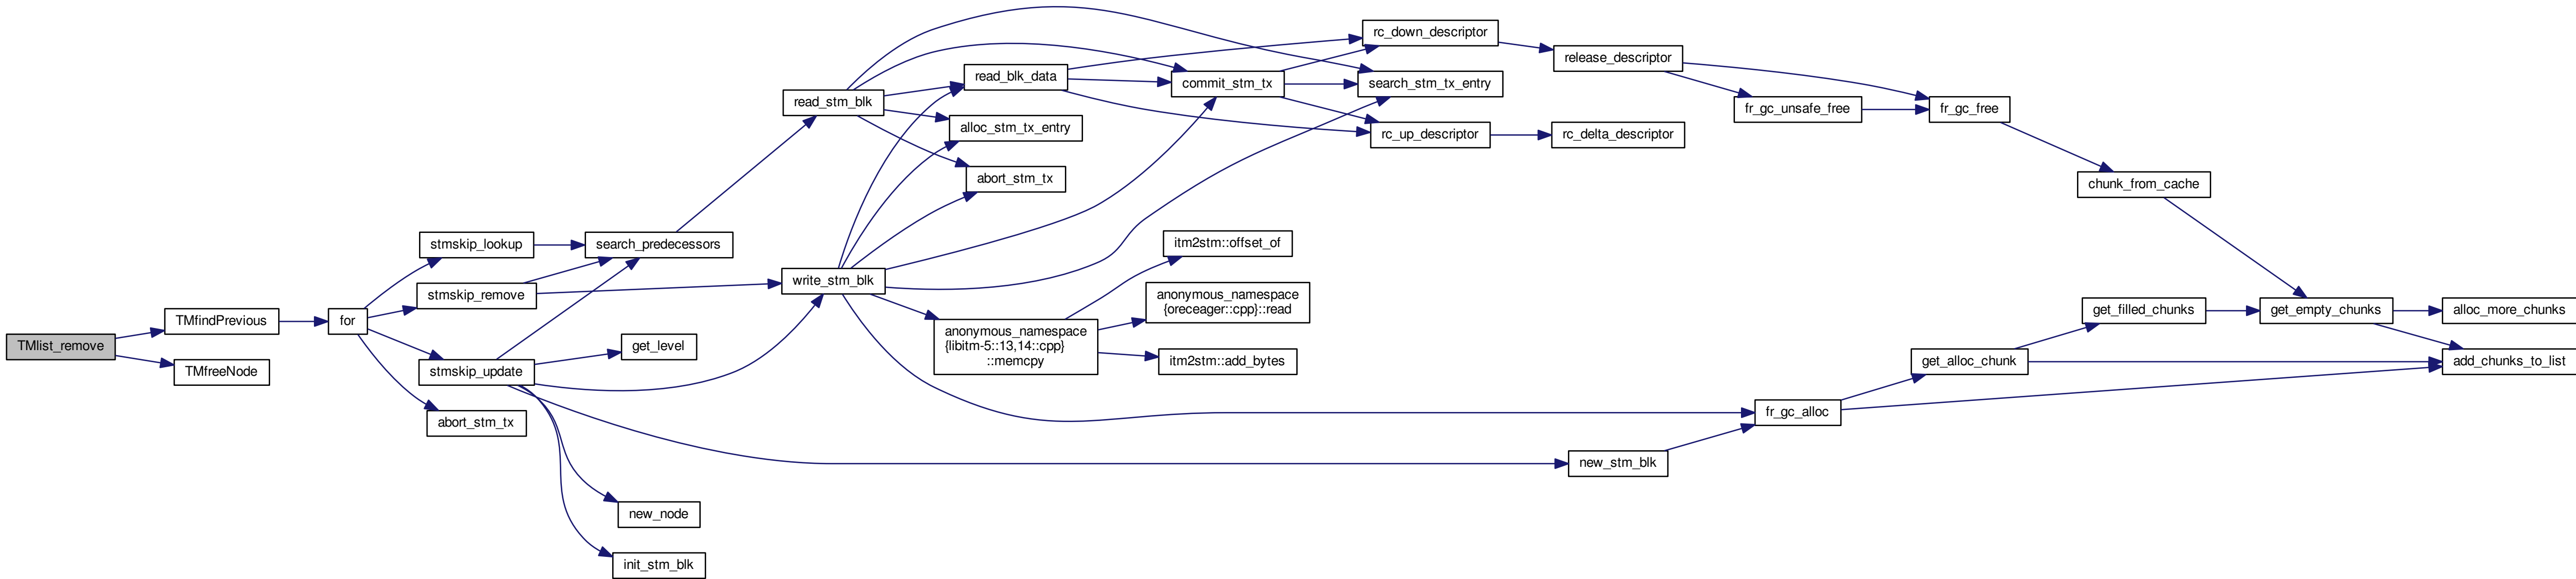 TMlist_remove
TMfindPrevious
TMfreeNode
for
stmskip_lookup
stmskip_remove
stmskip_update
abort_stm_tx
search_predecessors
get_level
new_node
init_stm_blk
read_stm_blk
write_stm_blk
read_blk_data
alloc_stm_tx_entry
abort_stm_tx
anonymous_namespace
{libitm-5::13,14::cpp}
::memcpy
commit_stm_tx
itm2stm::offset_of
anonymous_namespace
{oreceager::cpp}::read
itm2stm::add_bytes
rc_down_descriptor
search_stm_tx_entry
rc_up_descriptor
release_descriptor
rc_delta_descriptor
new_stm_blk
fr_gc_unsafe_free
fr_gc_alloc
fr_gc_free
get_alloc_chunk
chunk_from_cache
get_filled_chunks
get_empty_chunks
alloc_more_chunks
add_chunks_to_list